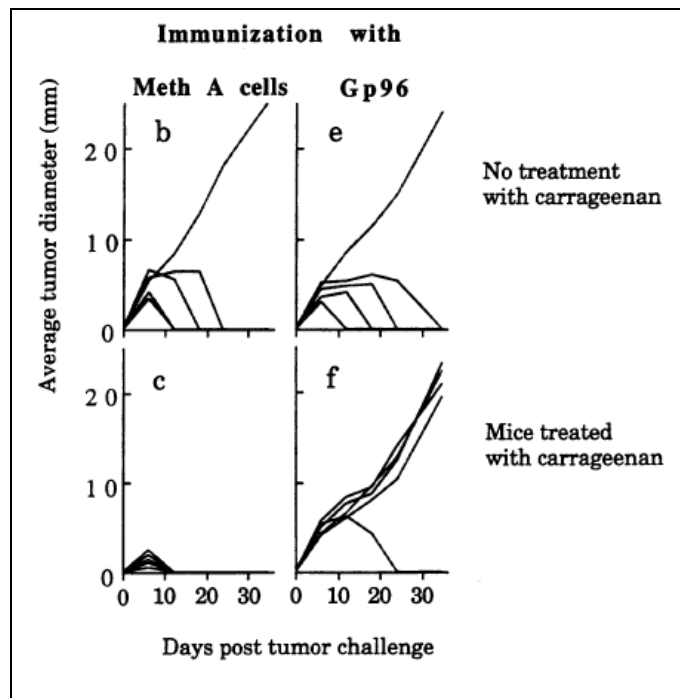 Immunization with
Meth A cells
Gp96
Average tumor diameter (mm)
b
e
20
10
0
No treatment
with carrageenan
c
f
20
10
0
Mice treated
with carrageenan
0 10 20 30
0 10 20 30
Days post tumor challenge